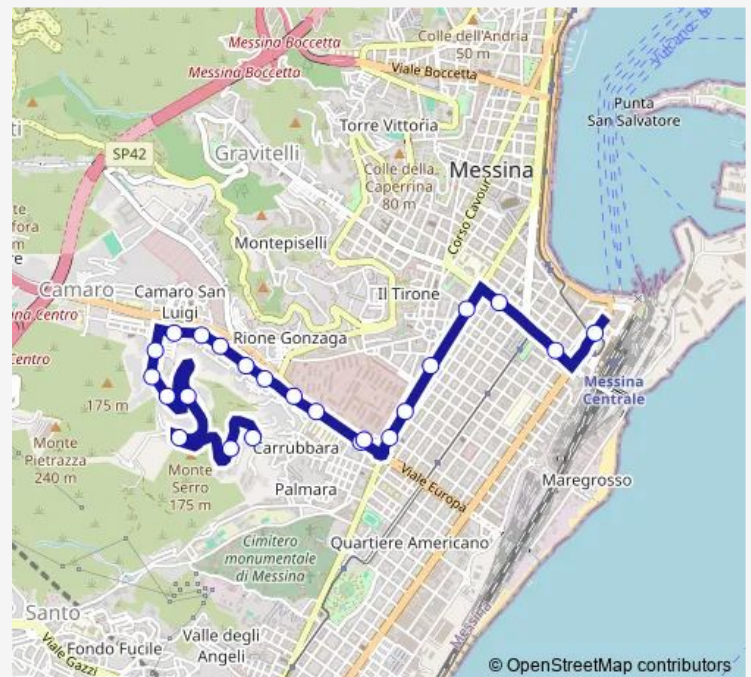 Messina Boccetta
Colle dell'Andria
50 m
Messina Boccetta
Viale Boccetta
Punta
San Salvatore
Torre Vittoria
SP42
Gravitelli
Colle della
Caperrina
80 m
Messina
Corso Cavour
Montepiselli
Camaro
Camaro San
Luigi
Il Tirone
Rione Gonzaga
Centro
175 m
Messina
Centrale
Monte
Pietrazza
240 m
Carrubbara
Monte
Serro
175 m
Palmara
Viale Europa
Maregrosso
Cimitero
monumentale
di Messina
Quartiere Americano
Santo
Fondo Fucile
Valle degli
Angeli
Viale Gazzi
Messina
© OpenStreetMap contributors